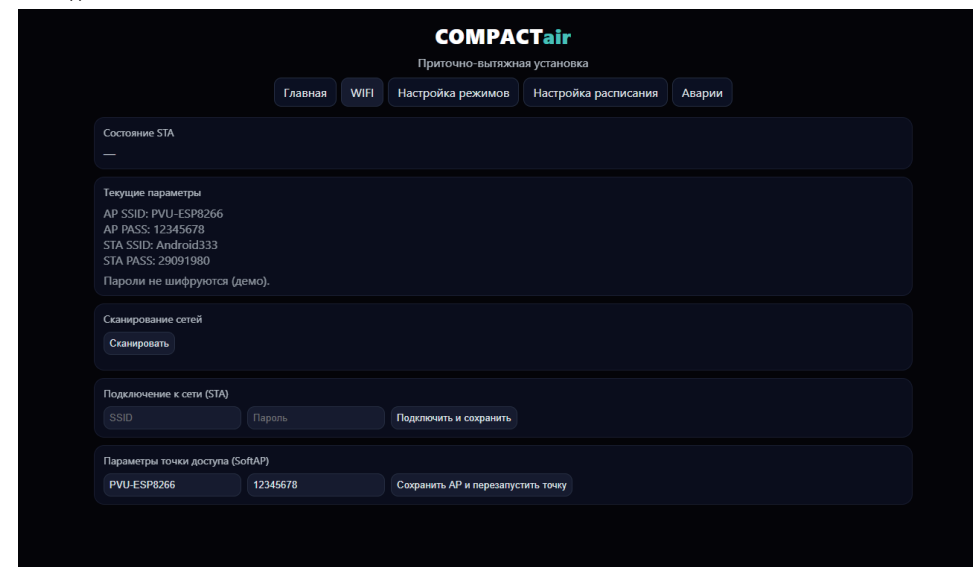 COMPACTair
Приточно-вытяжная установка
Главная WIFI Настройка режимов Настройка расписания Аварии
Состояние STA
—
Текущие параметры
AP SSID: PVU-ESP8266
AP PASS: 12345678
STA SSID: Android333
STA PASS: 29091980
Пароли не шифруются (демо).
Сканирование сетей
Сканировать
Подключение к сети (STA)
SSID Пароль Подключить и сохранить
Параметры точки доступа (SoftAP)
PVU-ESP8266 12345678 Сохранить AP и перезапустить точку